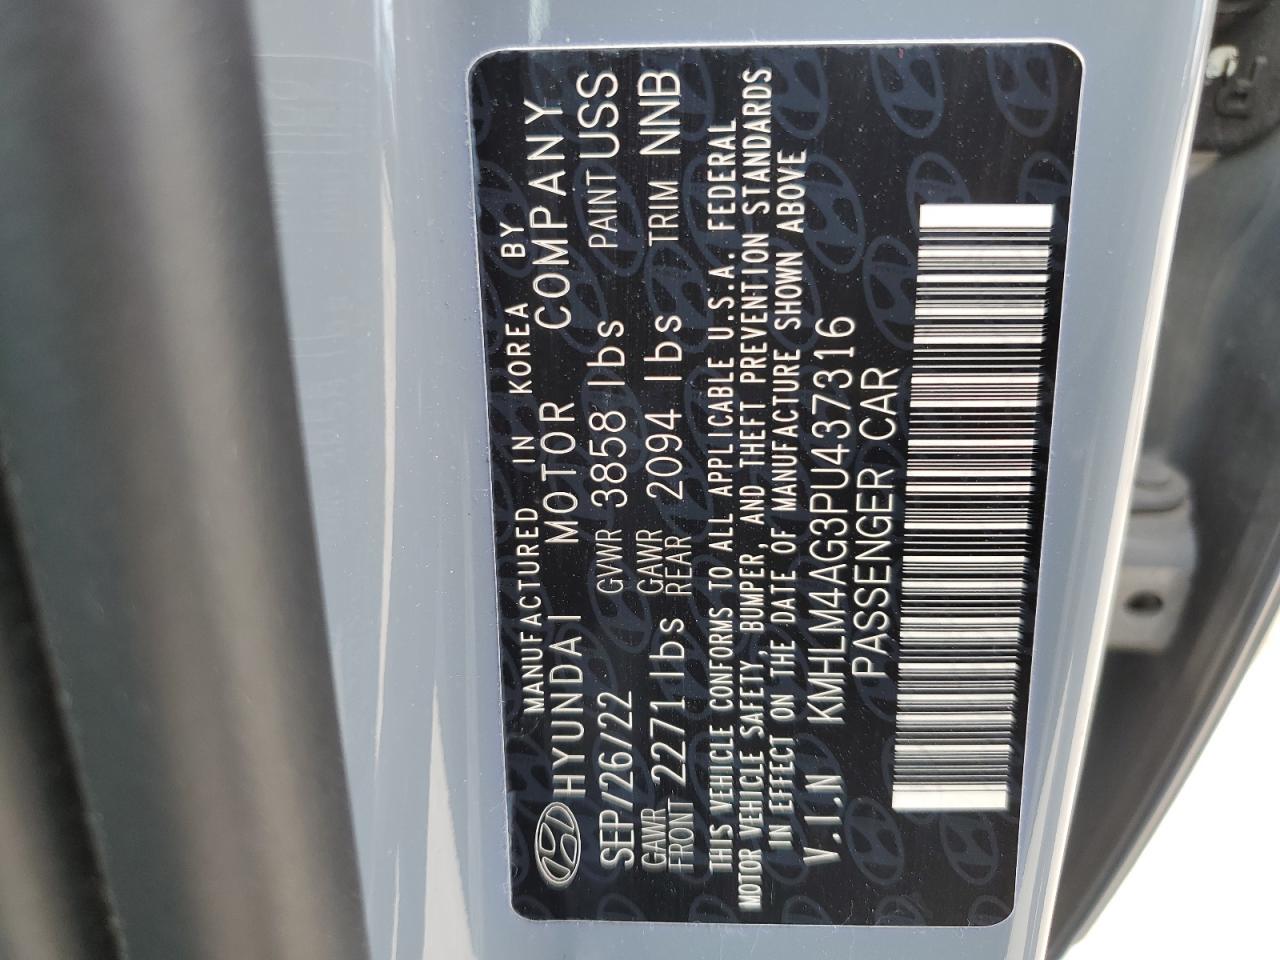 MANUFACTURED IN KOREA BY
HYUNDAI MOTOR COMPANY
SEP/26/22 GVWR 3858 lbs PAINT USS
GAWR FRONT 2271 lbs GAWR REAR 2094 lbs TRIM NNB
THIS VEHICLE CONFORMS TO ALL APPLICABLE U.S.A. FEDERAL
MOTOR VEHICLE SAFETY, BUMPER, AND THEFT PREVENTION STANDARDS
IN EFFECT ON THE DATE OF MANUFACTURE SHOWN ABOVE
V.I.N KMHLM4AG3PU437316
PASSENGER CAR